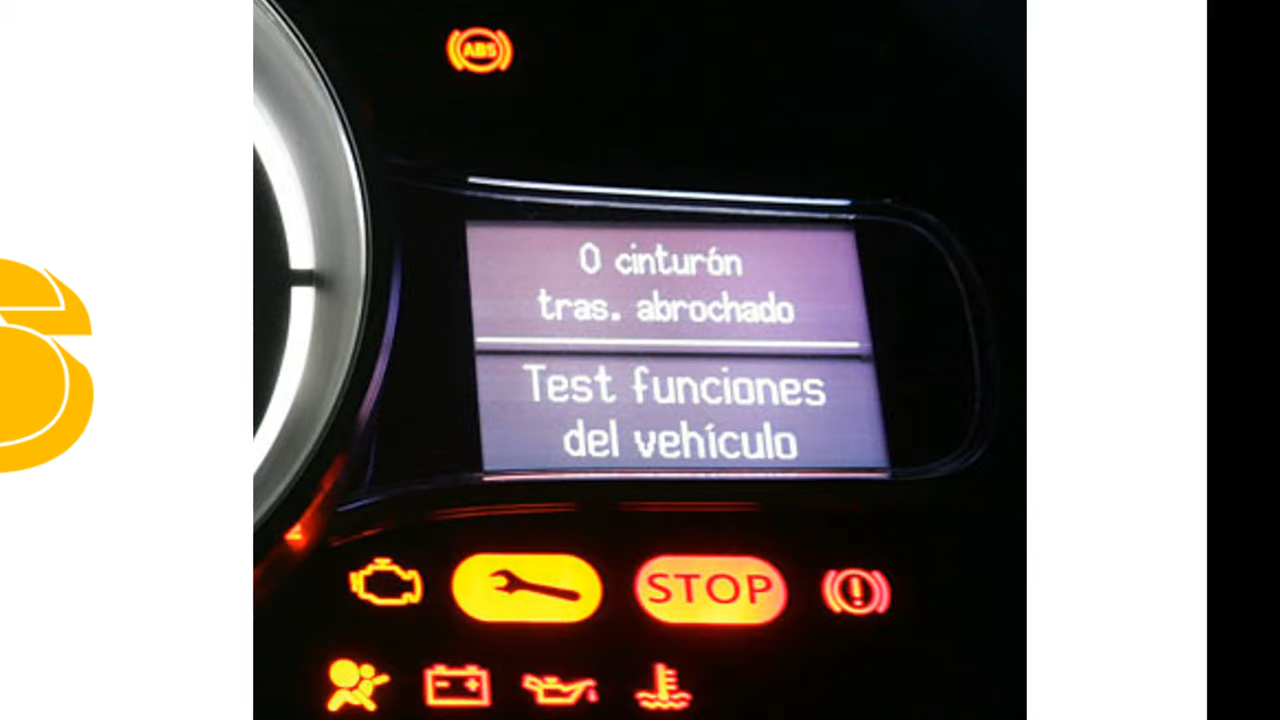 ABS
0 cinturón
tras. abrochado
Test funciones
del vehículo
STOP